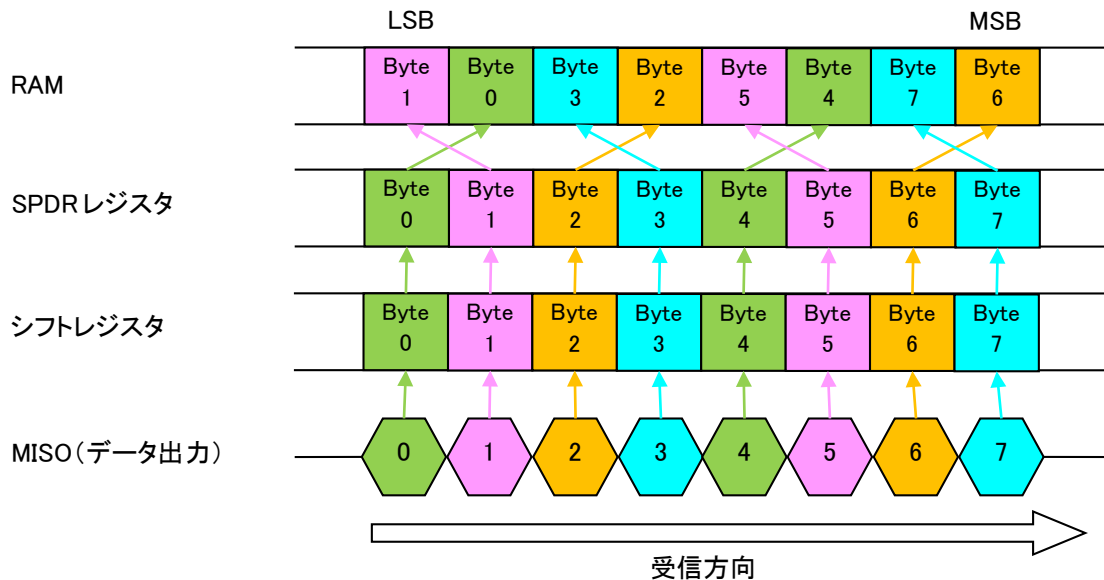 LSB MSB
RAM
Byte 1 Byte 0 Byte 3 Byte 2 Byte 5 Byte 4 Byte 7 Byte 6
SPDRレジスタ
Byte 0 Byte 1 Byte 2 Byte 3 Byte 4 Byte 5 Byte 6 Byte 7
シフトレジスタ
Byte 0 Byte 1 Byte 2 Byte 3 Byte 4 Byte 5 Byte 6 Byte 7
MISO(データ出力)
0 1 2 3 4 5 6 7
受信方向